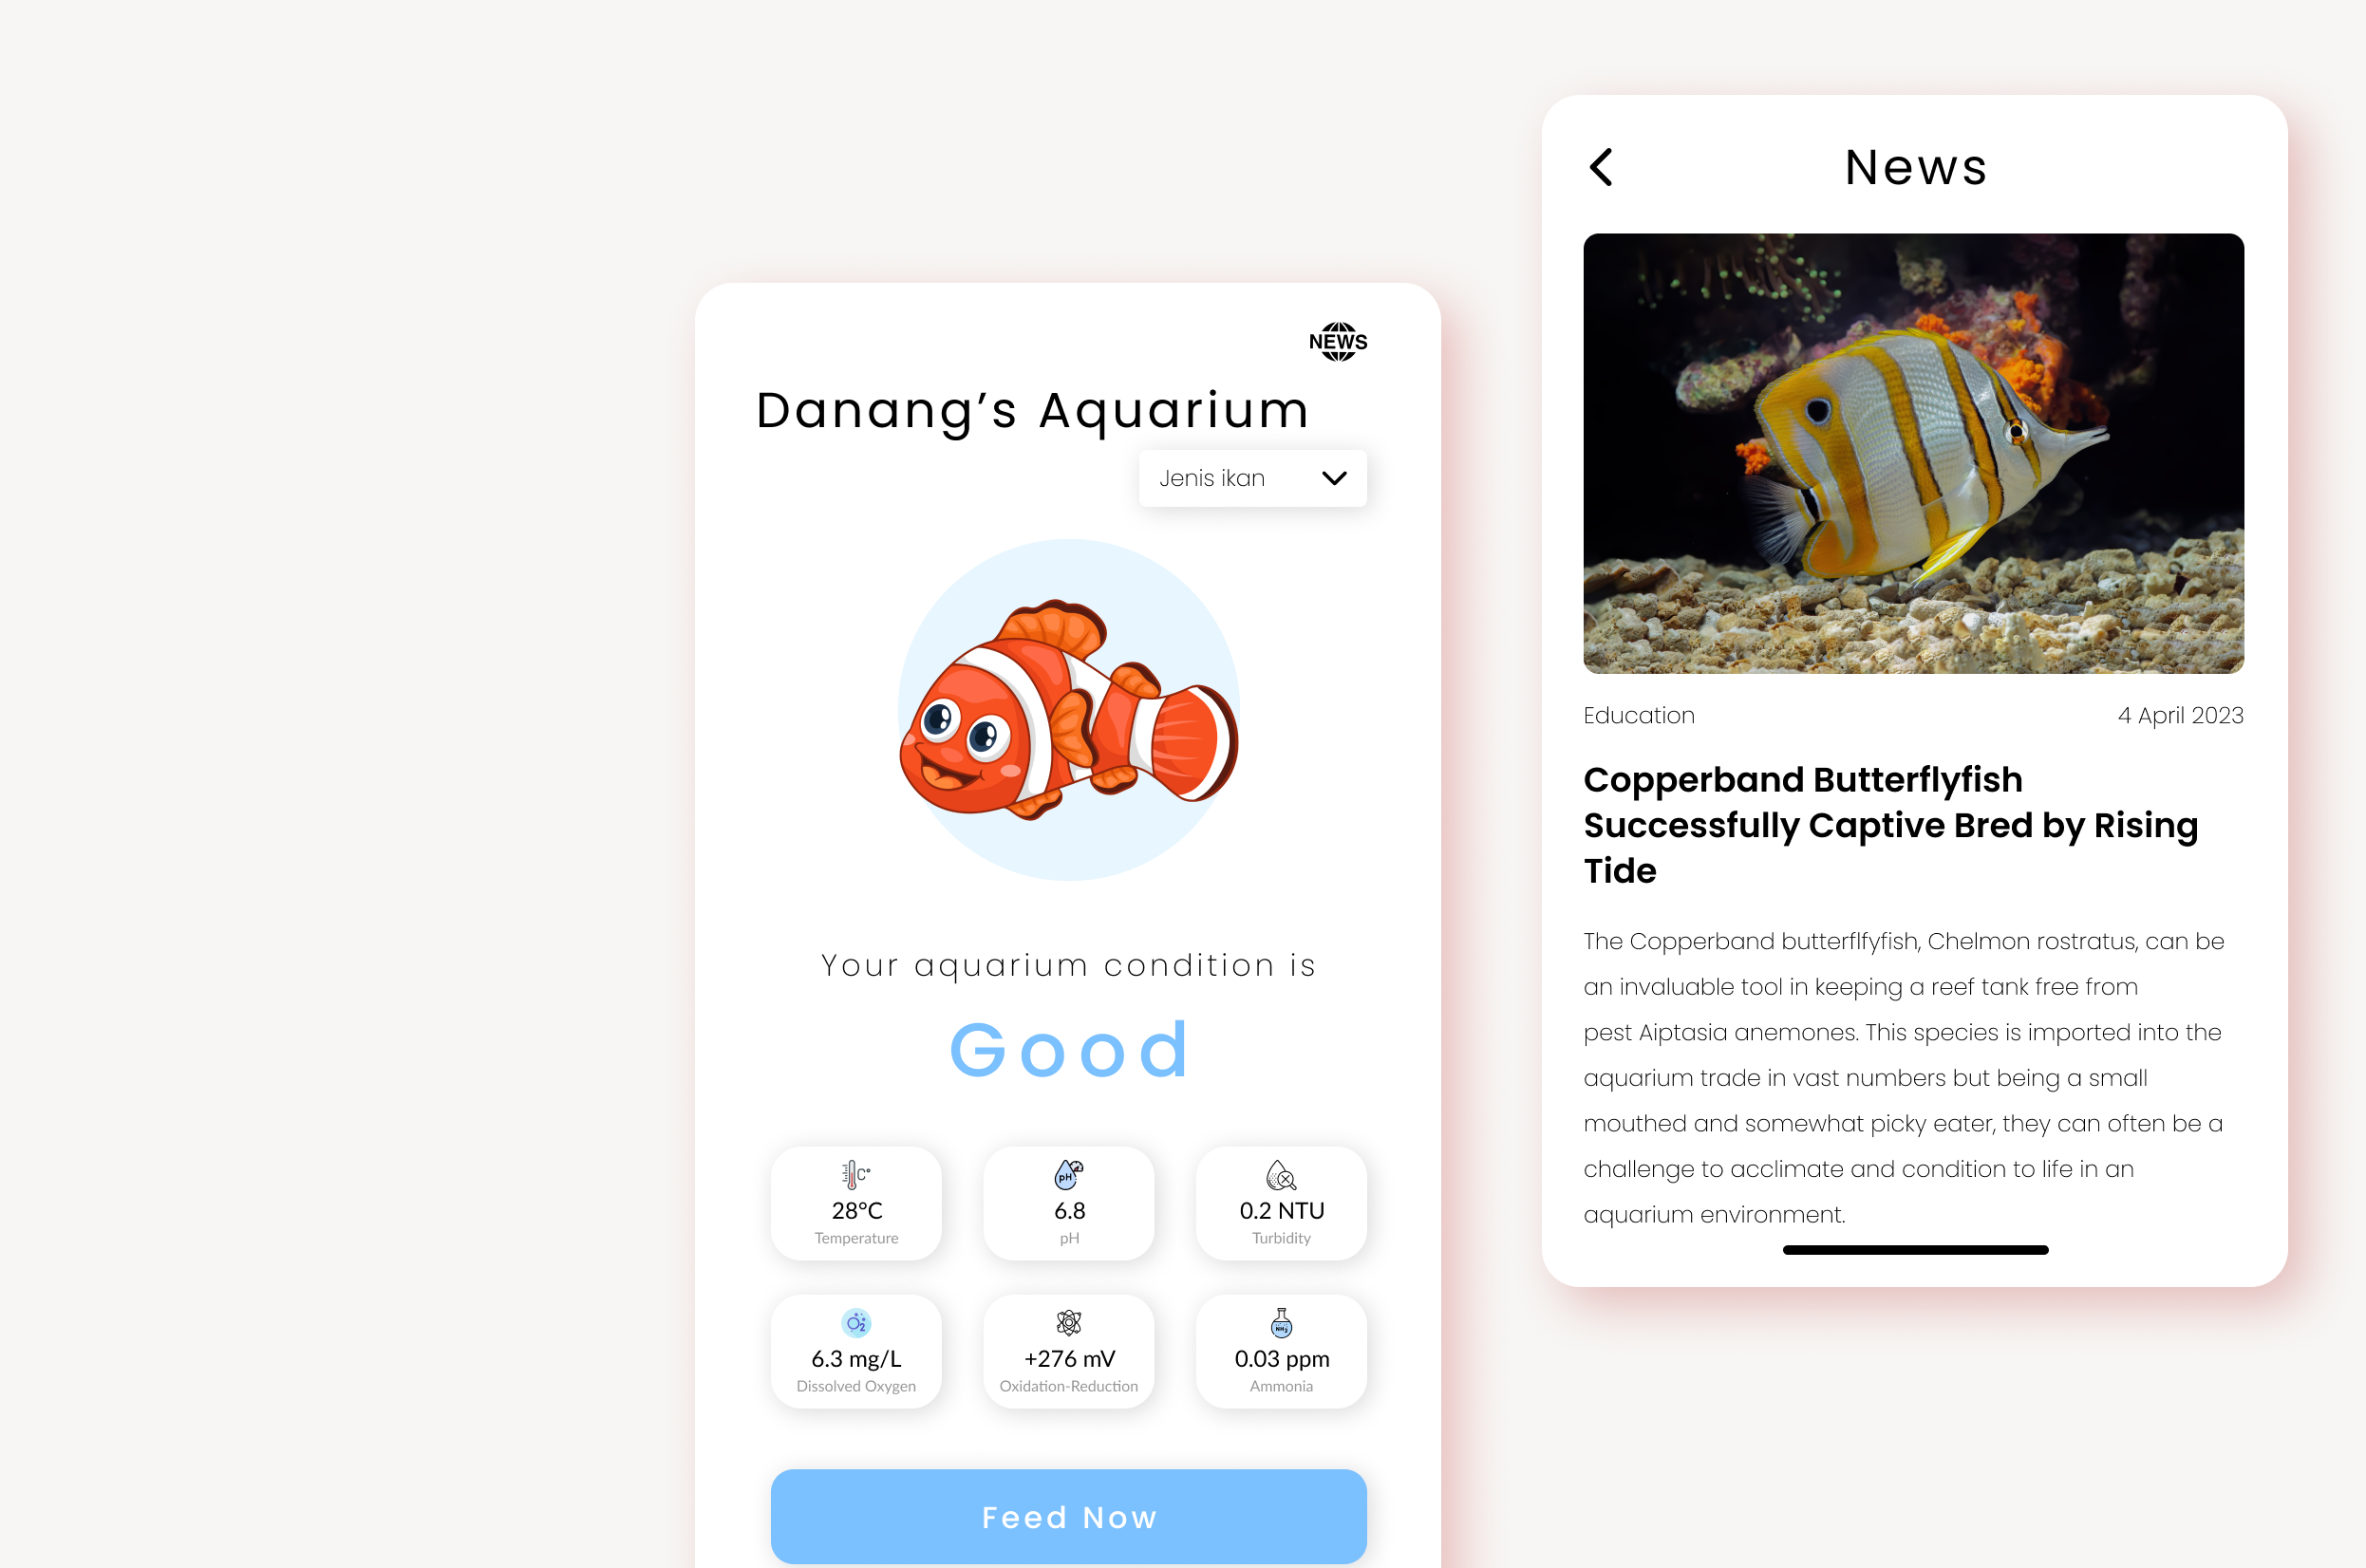 NEWS
Danang’s Aquarium
Jenis ikan
Your aquarium condition is
Good
C°
28°C
Temperature
pH
6.8
pH
0.2 NTU
Turbidity
O2
6.3 mg/L
Dissolved Oxygen
+276 mV
Oxidation-Reduction
NH3
0.03 ppm
Ammonia
Feed Now
News
Education
4 April 2023
Copperband Butterflyfish
Successfully Captive Bred by Rising
Tide
The Copperband butterflfyfish, Chelmon rostratus, can be
an invaluable tool in keeping a reef tank free from
pest Aiptasia anemones. This species is imported into the
aquarium trade in vast numbers but being a small
mouthed and somewhat picky eater, they can often be a
challenge to acclimate and condition to life in an
aquarium environment.